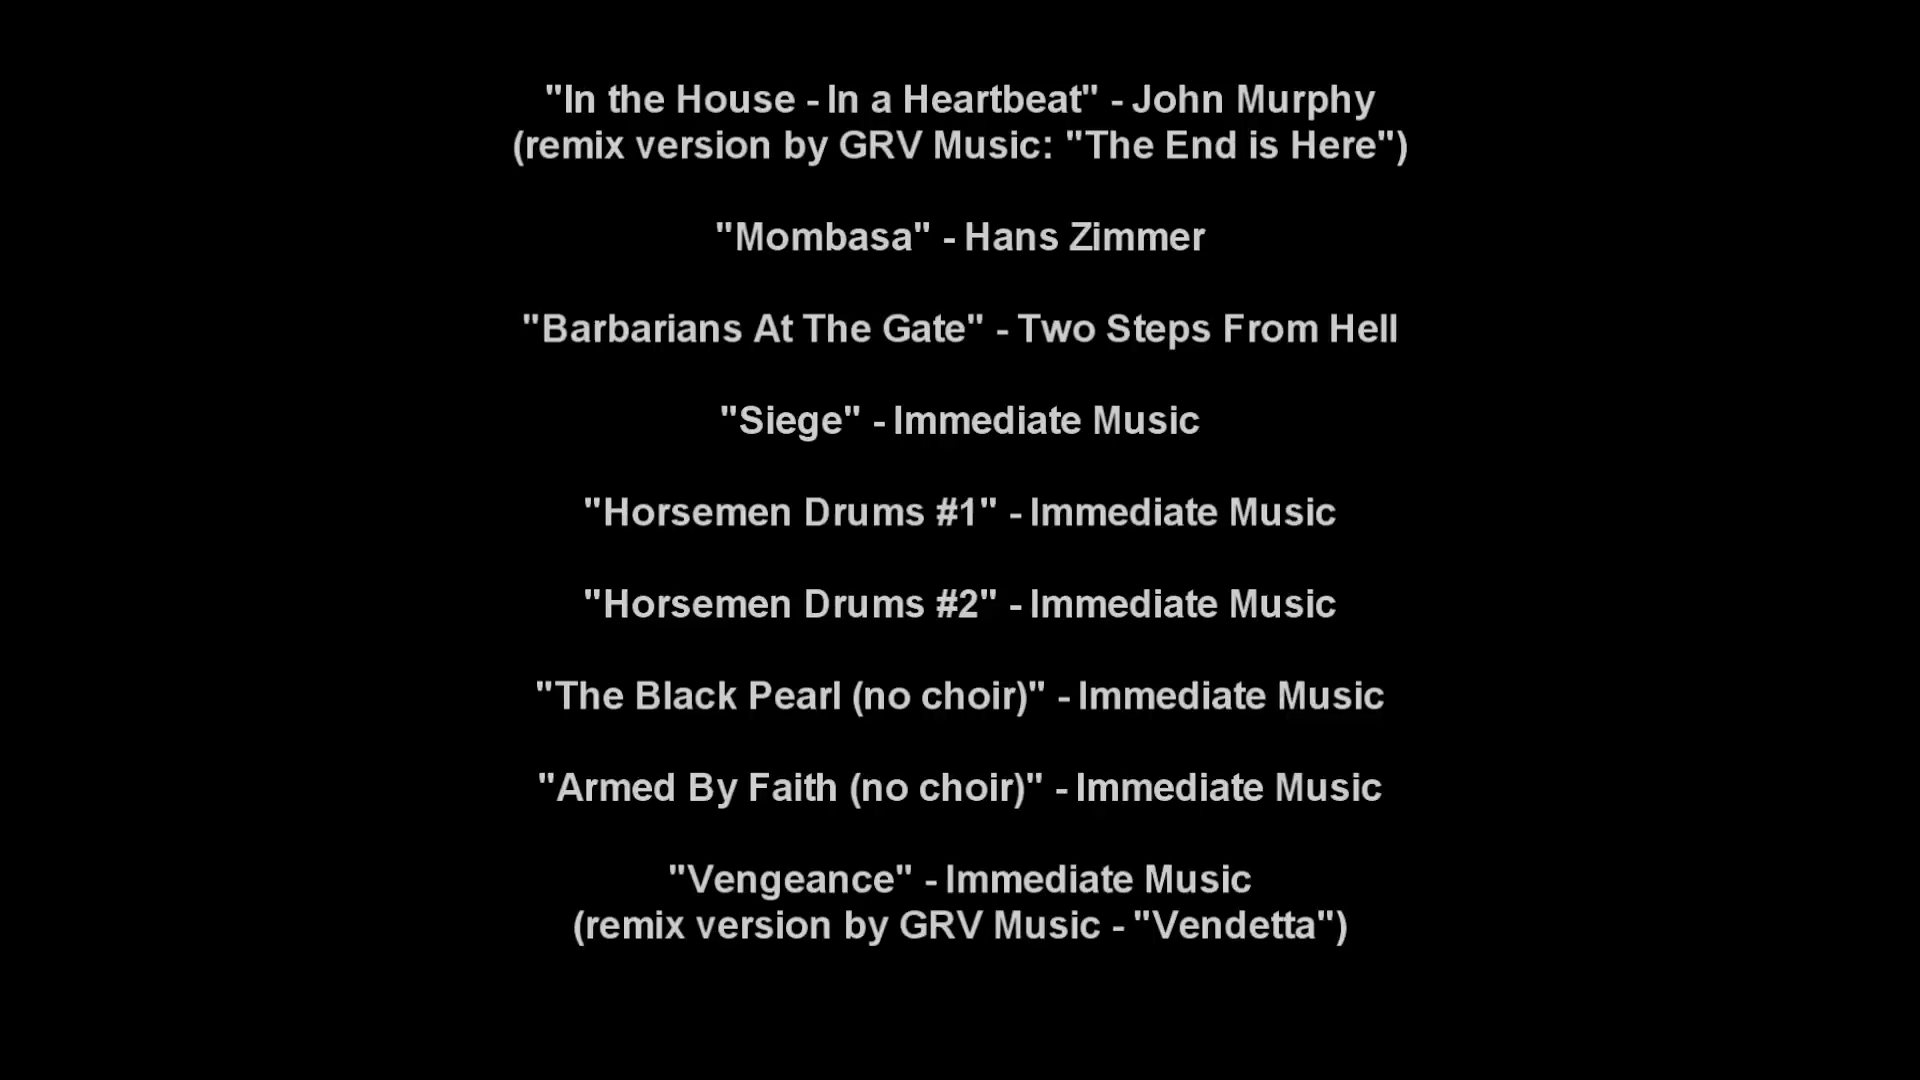 "In the House - In a Heartbeat" - John Murphy
(remix version by GRV Music: "The End is Here")
"Mombasa" - Hans Zimmer
"Barbarians At The Gate" - Two Steps From Hell
"Siege" - Immediate Music
"Horsemen Drums #1" - Immediate Music
"Horsemen Drums #2" - Immediate Music
"The Black Pearl (no choir)" - Immediate Music
"Armed By Faith (no choir)" - Immediate Music
"Vengeance" - Immediate Music
(remix version by GRV Music - "Vendetta")